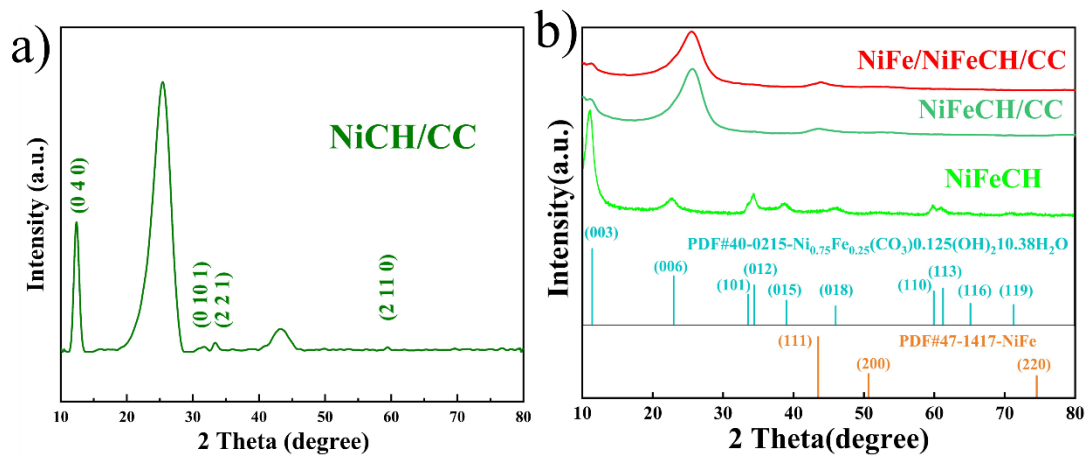 a)
NiCH/CC
(0 4 0)
(0 10 1)
(2 2 1)
(2 11 0)
Intensity (a.u.)
10 20 30 40 50 60 70 80
2 Theta (degree)
b)
NiFe/NiFeCH/CC
NiFeCH/CC
NiFeCH
PDF#40-0215-Ni0.75Fe0.25(CO3)0.125(OH)210.38H2O
(003)
(006)
(101)
(012)
(015)
(018)
(110)
(113)
(116)
(119)
PDF#47-1417-NiFe
(111)
(200)
(220)
Intensity(a.u.)
10 20 30 40 50 60 70 80
2 Theta(degree)